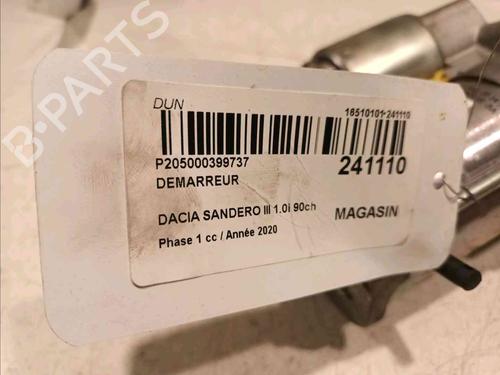 DUN
16510101-241110
P205000399737
241110
DEMARREUR
DACIA SANDERO III 1.0i 90ch
MAGASIN
Phase 1 cc / Année 2020
B-PARTS